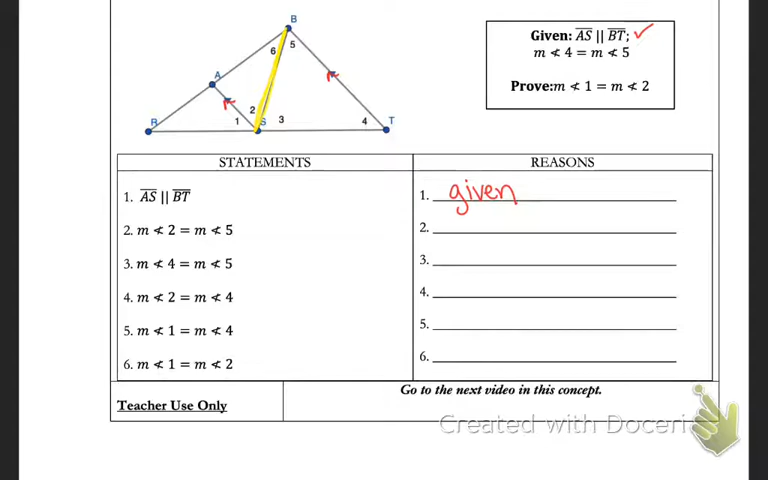 B
6
5
A
R
2
1
S
3
4
T
Given: AS || BT; ✓
m ∢ 4 = m ∢ 5
Prove:m ∢ 1 = m ∢ 2
STATEMENTS
REASONS
1. AS || BT
1. given
2. m ∢ 2 = m ∢ 5
2.
3. m ∢ 4 = m ∢ 5
3.
4. m ∢ 2 = m ∢ 4
4.
5. m ∢ 1 = m ∢ 4
5.
6. m ∢ 1 = m ∢ 2
6.
Go to the next video in this concept.
Teacher Use Only
Created with Doceri